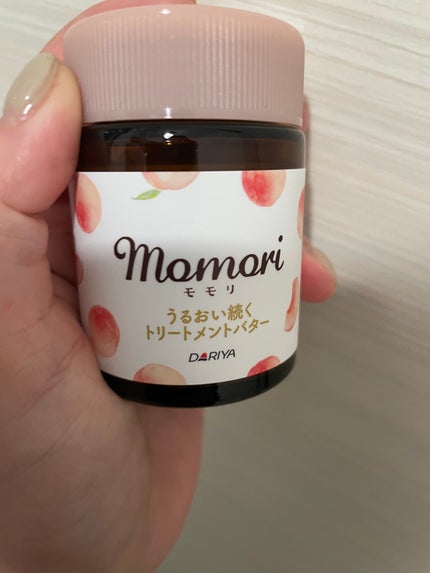 momori
モモリ
うるおい続く
トリートメントバター
DARIYA